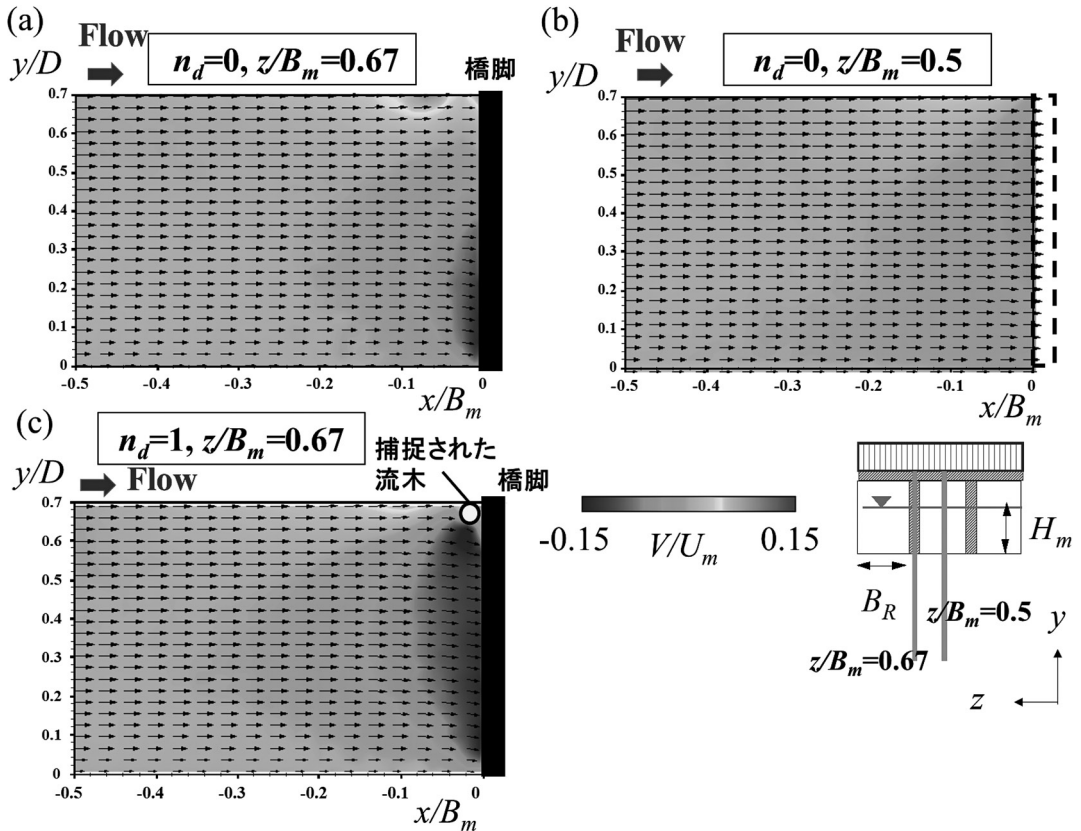 (a)
Flow
y/D
n_d=0, z/B_m=0.67
橋脚
0.7
0.6
0.5
0.4
0.3
0.2
0.1
0
-0.5
-0.4
-0.3
-0.2
-0.1
0
x/B_m
(b)
Flow
y/D
n_d=0, z/B_m=0.5
0.7
0.6
0.5
0.4
0.3
0.2
0.1
0
-0.5
-0.4
-0.3
-0.2
-0.1
0
x/B_m
(c)
n_d=1, z/B_m=0.67
y/D
Flow
捕捉された
流木
橋脚
0.7
0.6
0.5
0.4
0.3
0.2
0.1
0
-0.5
-0.4
-0.3
-0.2
-0.1
0
x/B_m
-0.15
V/U_m
0.15
H_m
B_R
z/B_m=0.5
z/B_m=0.67
y
z